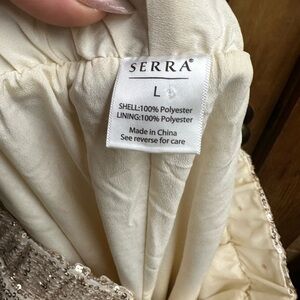 SERRA®
L
SHELL:100% Polyester
LINING:100% Polyester
Made in China
See reverse for care